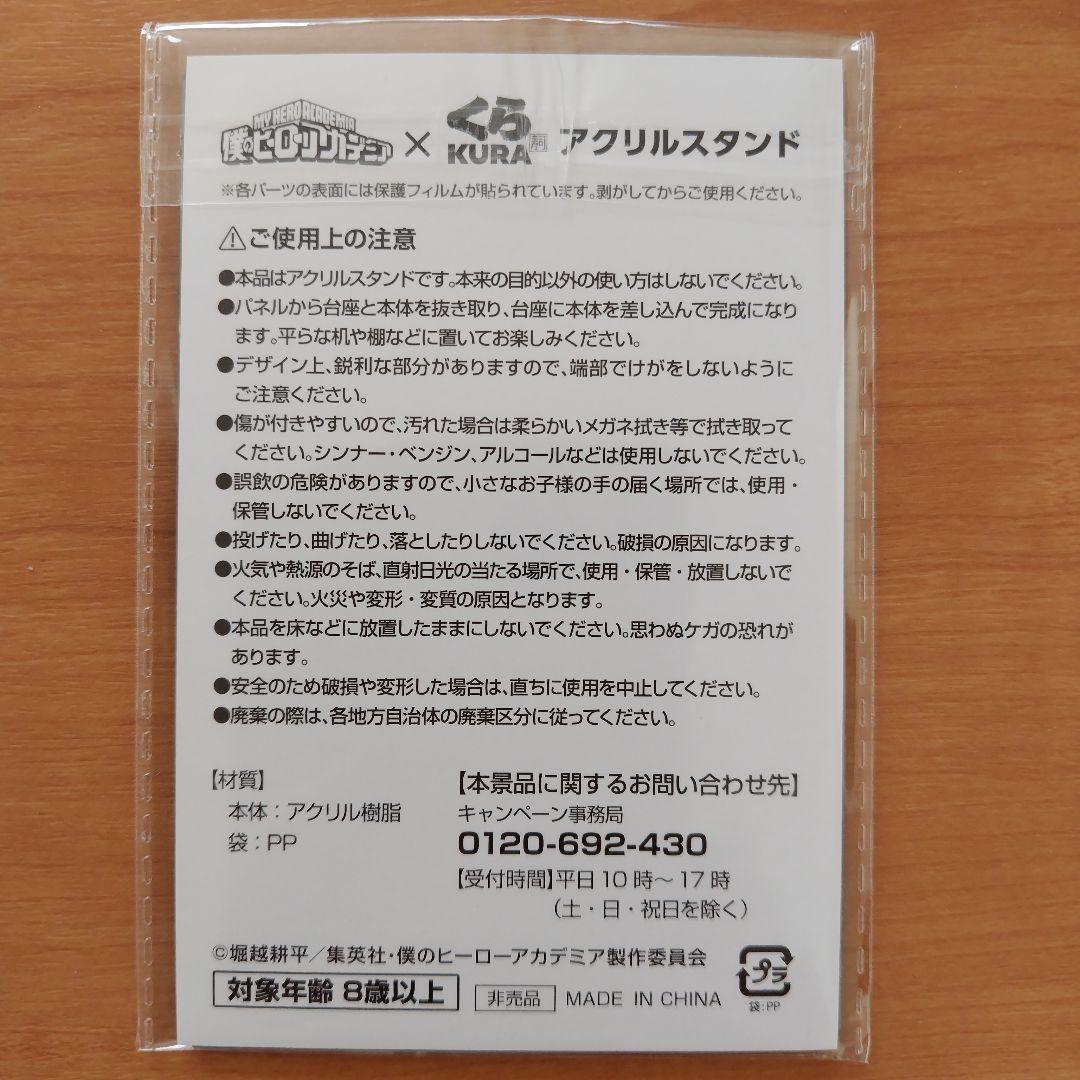 MY HERO ACADEMIA
僕のヒーローアカデミア × くら KURA 寿司 アクリルスタンド
※各パーツの表面には保護フィルムが貼られています。剥がしてからご使用ください。
⚠ご使用上の注意
●本品はアクリルスタンドです。本来の目的以外の使い方はしないでください。
●パネルから台座と本体を抜き取り、台座に本体を差し込んで完成になり
ます。平らな机や棚などに置いてお楽しみください。
●デザイン上、鋭利な部分がありますので、端部でけがをしないように
ご注意ください。
●傷が付きやすいので、汚れた場合は柔らかいメガネ拭き等で拭き取って
ください。シンナー・ベンジン、アルコールなどは使用しないでください。
●誤飲の危険がありますので、小さなお子様の手の届く場所では、使用・
保管しないでください。
●投げたり、曲げたり、落としたりしないでください。破損の原因になります。
●火気や熱源のそば、直射日光の当たる場所で、使用・保管・放置しないで
ください。火災や変形・変質の原因となります。
●本品を床などに放置したままにしないでください。思わぬケガの恐れが
あります。
●安全のため破損や変形した場合は、直ちに使用を中止してください。
●廃棄の際は、各地方自治体の廃棄区分に従ってください。
【材質】
本体：アクリル樹脂
袋：PP
【本景品に関するお問い合わせ先】
キャンペーン事務局
0120-692-430
【受付時間】平日10時～17時
（土・日・祝日を除く）
©堀越耕平／集英社・僕のヒーローアカデミア製作委員会
対象年齢 8歳以上
非売品 MADE IN CHINA
プラ
袋:PP